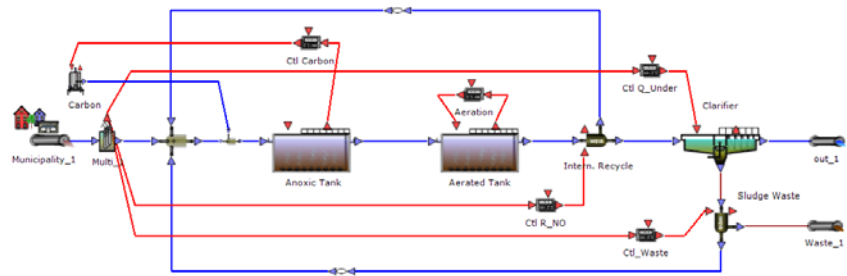 Ctl Carbon
Ctl Q_Under
Carbon
Aeration
Clarifier
Municipality_1
Multi_1
Anoxic Tank
Aerated Tank
Intern. Recycle
out_1
Sludge Waste
Ctl R_NO
Ctl_Waste
Waste_1